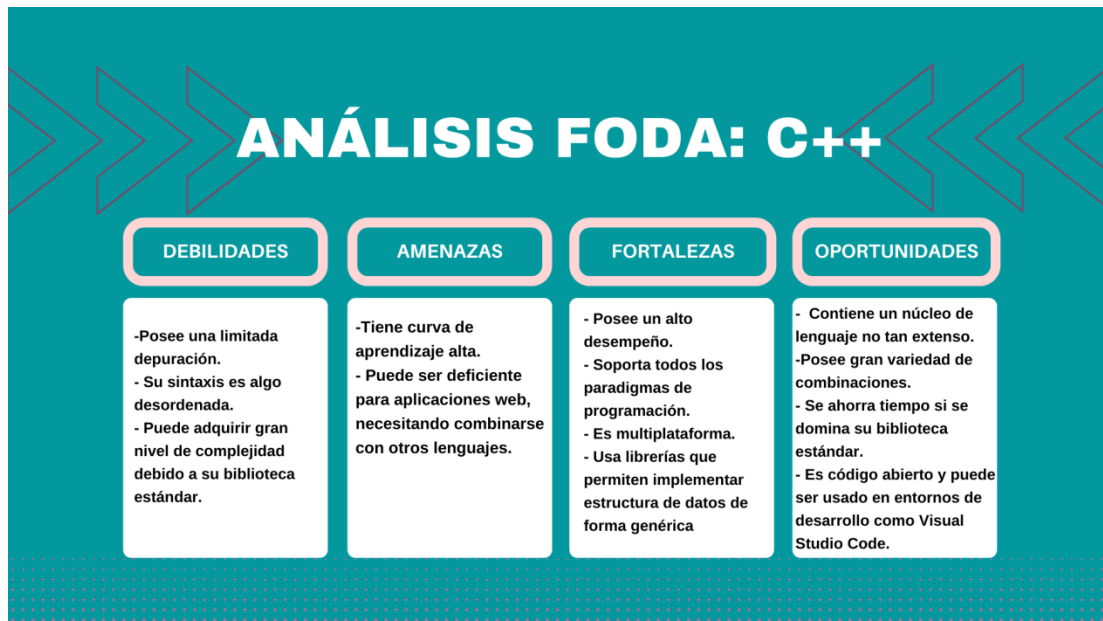 ANÁLISIS FODA: C++
DEBILIDADES
-Posee una limitada
depuración.
- Su sintaxis es algo
desordenada.
- Puede adquirir gran
nivel de complejidad
debido a su biblioteca
estándar.
AMENAZAS
-Tiene curva de
aprendizaje alta.
- Puede ser deficiente
para aplicaciones web,
necesitando combinarse
con otros lenguajes.
FORTALEZAS
- Posee un alto
desempeño.
- Soporta todos los
paradigmas de
programación.
- Es multiplataforma.
- Usa librerías que
permiten implementar
estructura de datos de
forma genérica
OPORTUNIDADES
- Contiene un núcleo de
lenguaje no tan extenso.
-Posee gran variedad de
combinaciones.
- Se ahorra tiempo si se
domina su biblioteca
estándar.
- Es código abierto y puede
ser usado en entornos de
desarrollo como Visual
Studio Code.